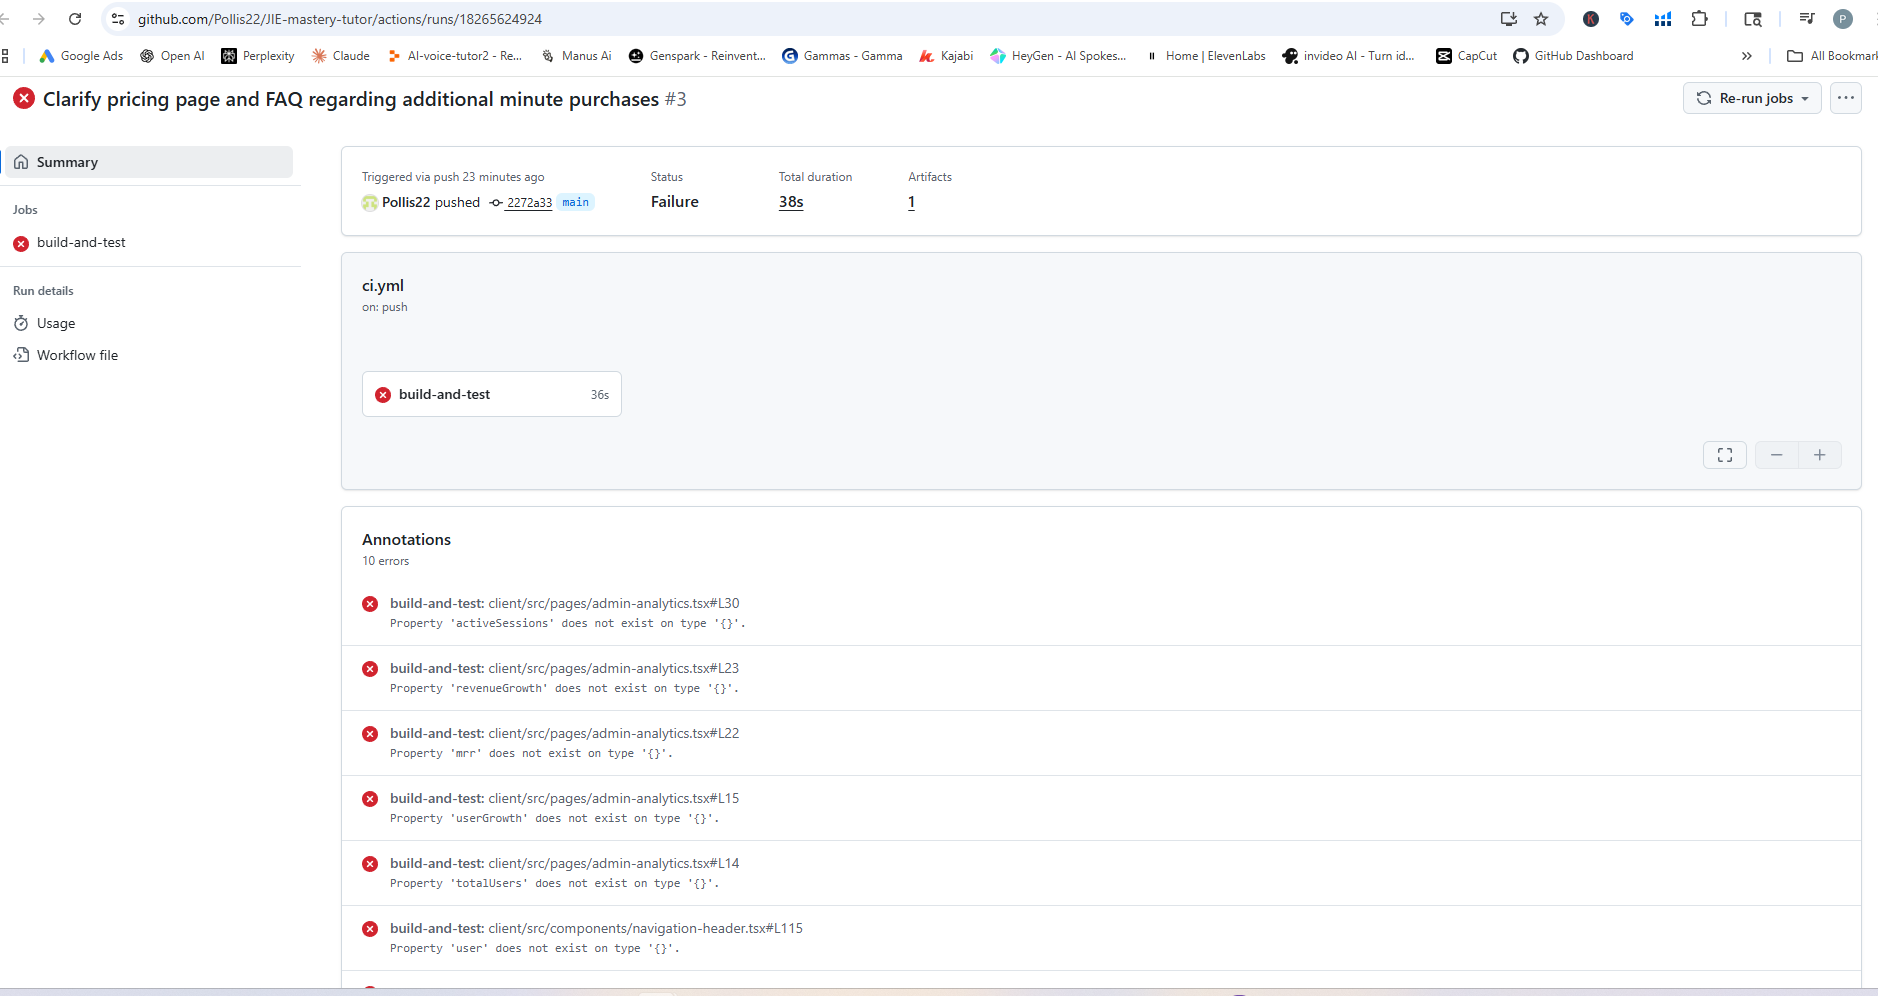 github.com/Pollis22/JIE-mastery-tutor/actions/runs/18265624924
P
Google Ads
Open AI
Perplexity
Claude
AI-voice-tutor2 - Re...
Manus Ai
Genspark - Reinvent...
Gammas - Gamma
Kajabi
HeyGen - AI Spokes...
Home | ElevenLabs
invideo AI - Turn id...
CapCut
GitHub Dashboard
»
All Bookmar
Clarify pricing page and FAQ regarding additional minute purchases #3
Re-run jobs
Summary
Jobs
build-and-test
Run details
Usage
Workflow file
Triggered via push 23 minutes ago
Pollis22 pushed 2272a33 main
Status
Failure
Total duration
38s
Artifacts
1
ci.yml
on: push
build-and-test 36s
Annotations
10 errors
build-and-test: client/src/pages/admin-analytics.tsx#L30
Property 'activeSessions' does not exist on type '{}'.
build-and-test: client/src/pages/admin-analytics.tsx#L23
Property 'revenueGrowth' does not exist on type '{}'.
build-and-test: client/src/pages/admin-analytics.tsx#L22
Property 'mrr' does not exist on type '{}'.
build-and-test: client/src/pages/admin-analytics.tsx#L15
Property 'userGrowth' does not exist on type '{}'.
build-and-test: client/src/pages/admin-analytics.tsx#L14
Property 'totalUsers' does not exist on type '{}'.
build-and-test: client/src/components/navigation-header.tsx#L115
Property 'user' does not exist on type '{}'.